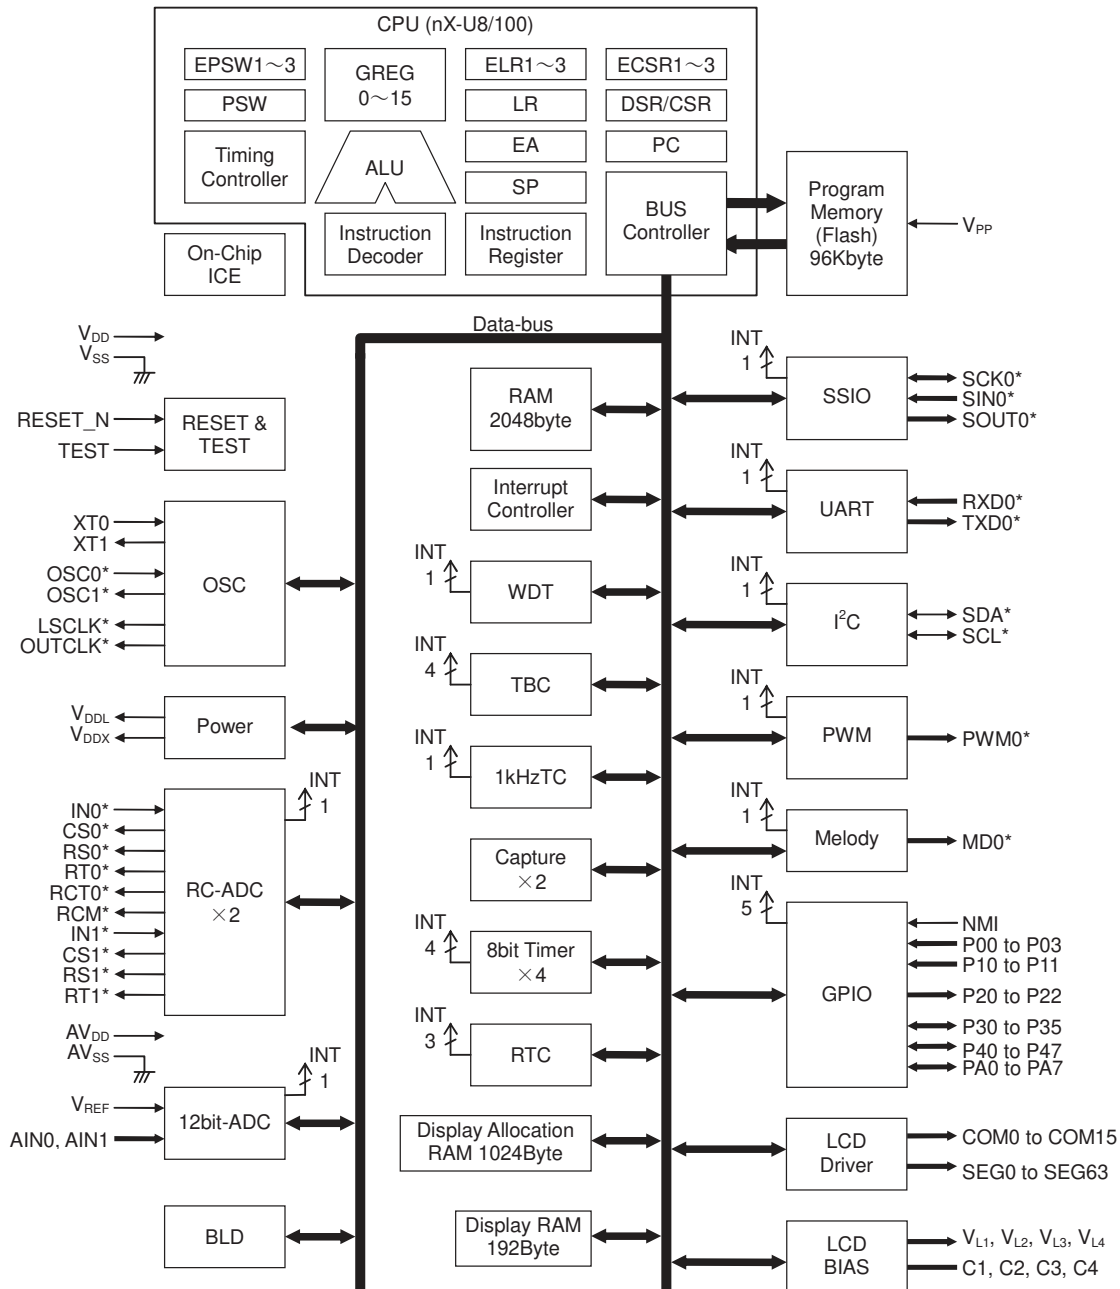 CPU (nX-U8/100)
EPSW1～3
GREG
0～15
ELR1～3
ECSR1～3
PSW
LR
DSR/CSR
Timing
Controller
ALU
EA
PC
SP
BUS
Controller
Instruction
Decoder
Instruction
Register
On-Chip
ICE
Program
Memory
(Flash)
96Kbyte
VPP
Data-bus
VDD
VSS
RESET_N
TEST
RESET &
TEST
XT0
XT1
OSC0*
OSC1*
LSCLK*
OUTCLK*
OSC
VDDL
VDDX
Power
IN0*
CS0*
RS0*
RT0*
RCT0*
RCM*
IN1*
CS1*
RS1*
RT1*
RC-ADC
×2
INT
1
AVDD
AVSS
VREF
AIN0, AIN1
12bit-ADC
INT
1
BLD
RAM
2048byte
Interrupt
Controller
INT
1
WDT
INT
4
TBC
INT
1
1kHzTC
Capture
×2
INT
4
8bit Timer
×4
INT
3
RTC
Display Allocation
RAM 1024Byte
Display RAM
192Byte
INT
1
SSIO
SCK0*
SIN0*
SOUT0*
INT
1
UART
RXD0*
TXD0*
INT
1
I²C
SDA*
SCL*
INT
1
PWM
PWM0*
INT
1
Melody
MD0*
INT
5
GPIO
NMI
P00 to P03
P10 to P11
P20 to P22
P30 to P35
P40 to P47
PA0 to PA7
LCD
Driver
COM0 to COM15
SEG0 to SEG63
LCD
BIAS
VL1, VL2, VL3, VL4
C1, C2, C3, C4